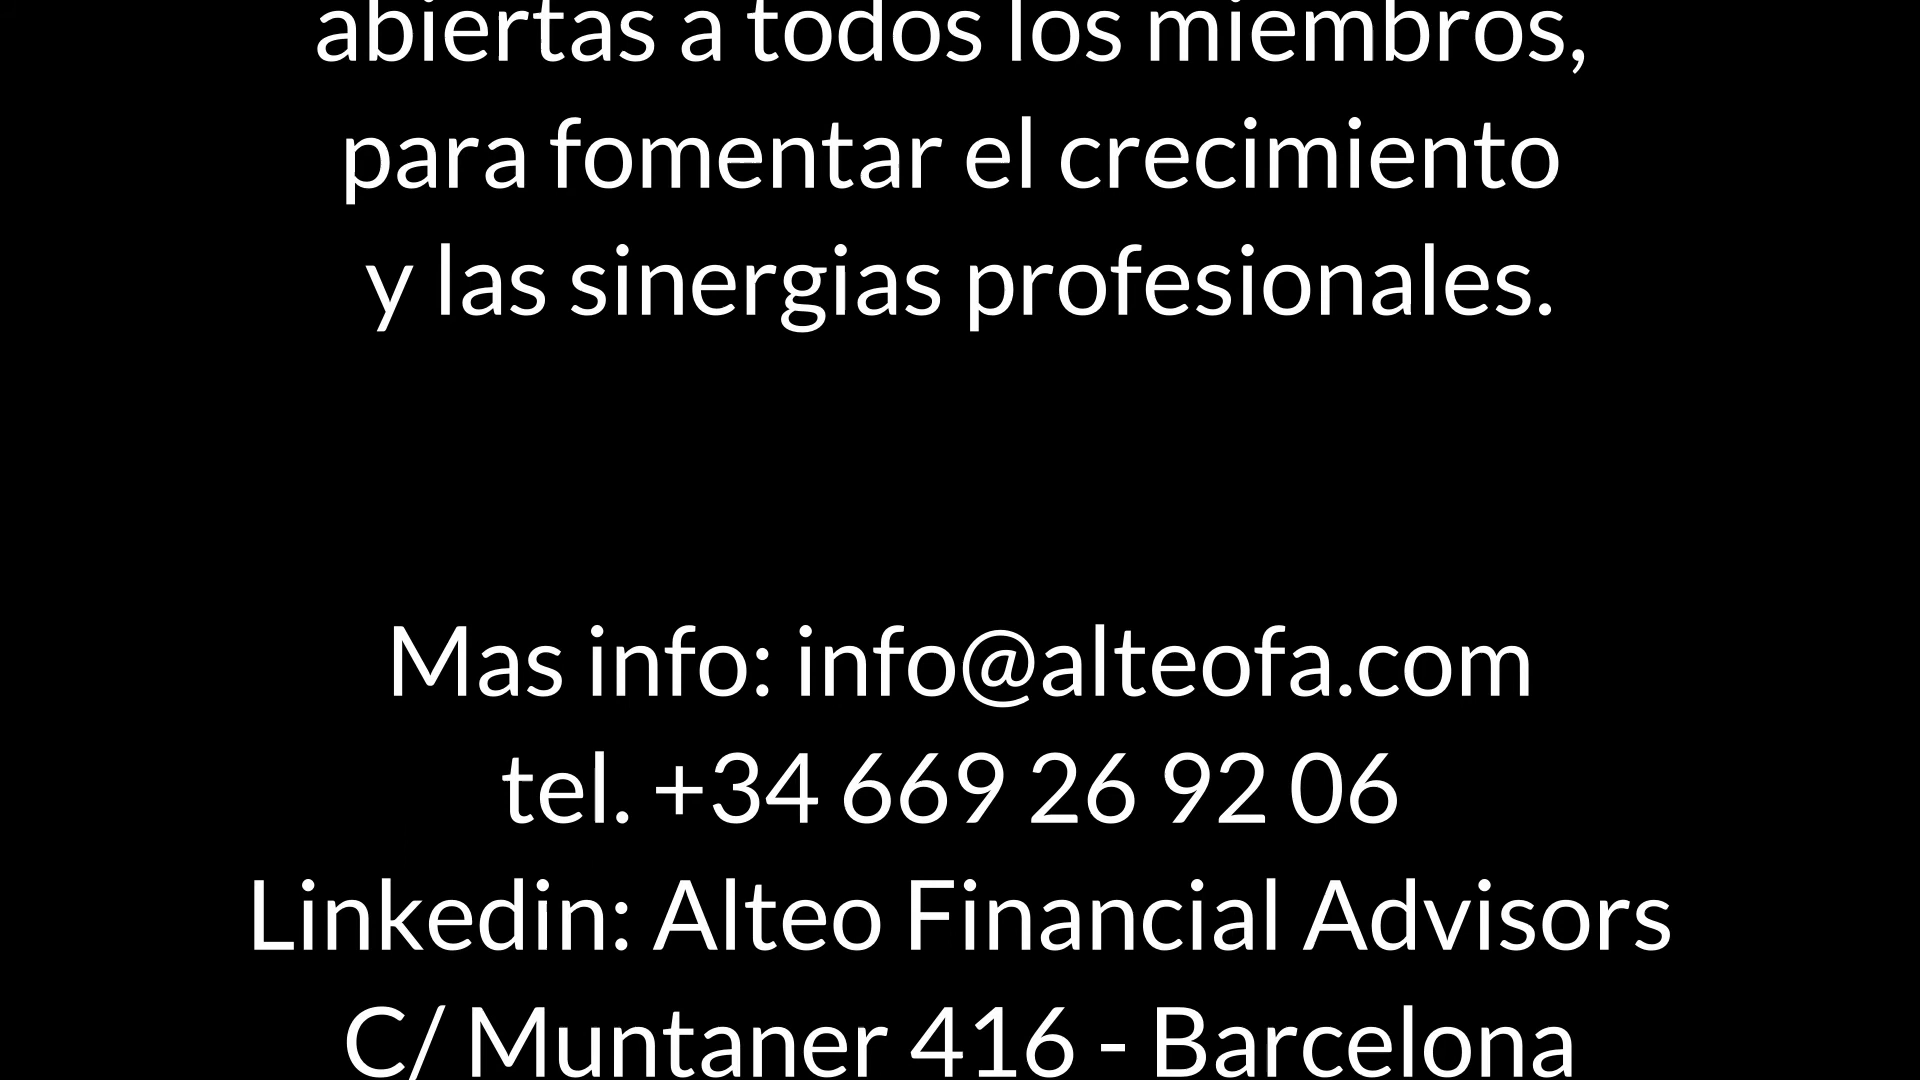 abiertas a todos los miembros,
para fomentar el crecimiento
y las sinergias profesionales.
Mas info: info@alteofa.com
tel. +34 669 26 92 06
Linkedin: Alteo Financial Advisors
C/ Muntaner 416 - Barcelona